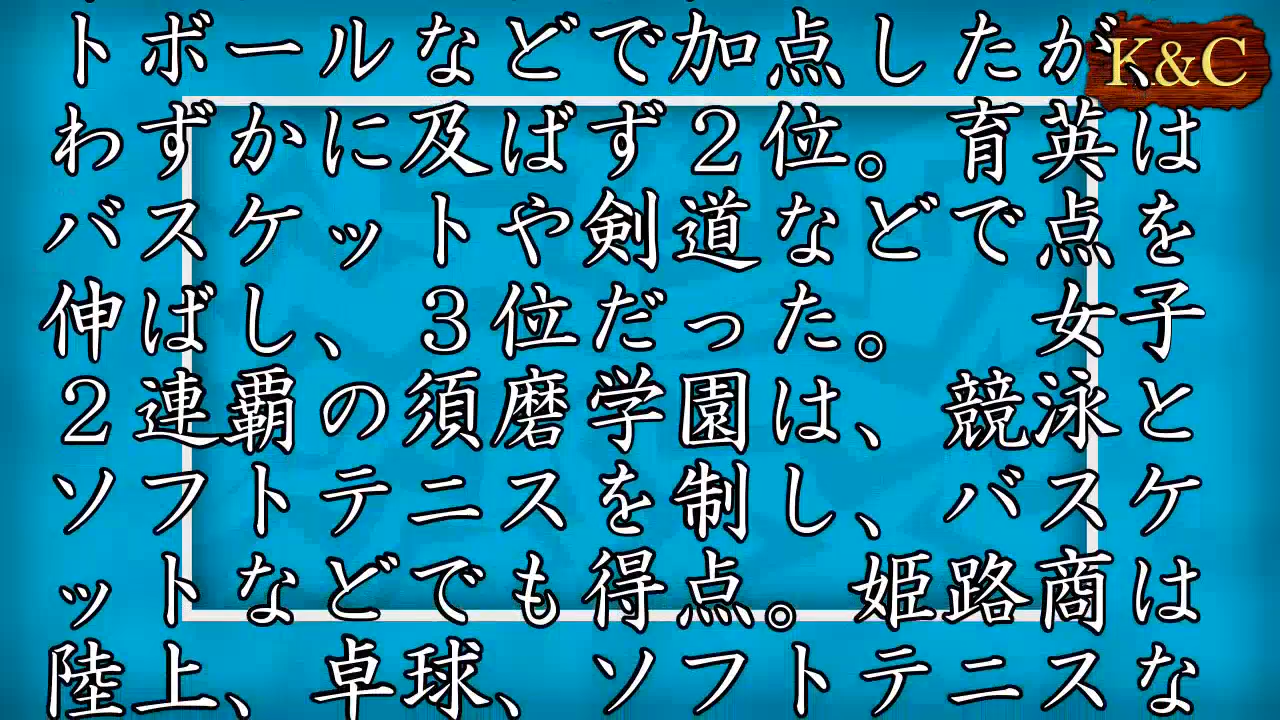 トボールなどで加点したが、
わずかに及ばず２位。育英は
バスケットや剣道などで点を
伸ばし、３位だった。　女子
２連覇の須磨学園は、競泳と
ソフトテニスを制し、バスケ
ットなどでも得点。姫路商は
陸上、卓球、ソフトテニスな
K&C